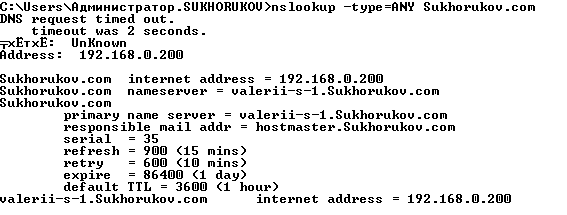 C:\Users\Администратор.SUKHORUKOV>nslookup -type=ANY Sukhorukov.com
DNS request timed out.
    timeout was 2 seconds.
╤хЁтхЁ:  UnKnown
Address:  192.168.0.200

Sukhorukov.com  internet address = 192.168.0.200
Sukhorukov.com  nameserver = valerii-s-1.Sukhorukov.com
Sukhorukov.com
        primary name server = valerii-s-1.Sukhorukov.com
        responsible mail addr = hostmaster.Sukhorukov.com
        serial  = 35
        refresh = 900 (15 mins)
        retry   = 600 (10 mins)
        expire  = 86400 (1 day)
        default TTL = 3600 (1 hour)
valerii-s-1.Sukhorukov.com      internet address = 192.168.0.200